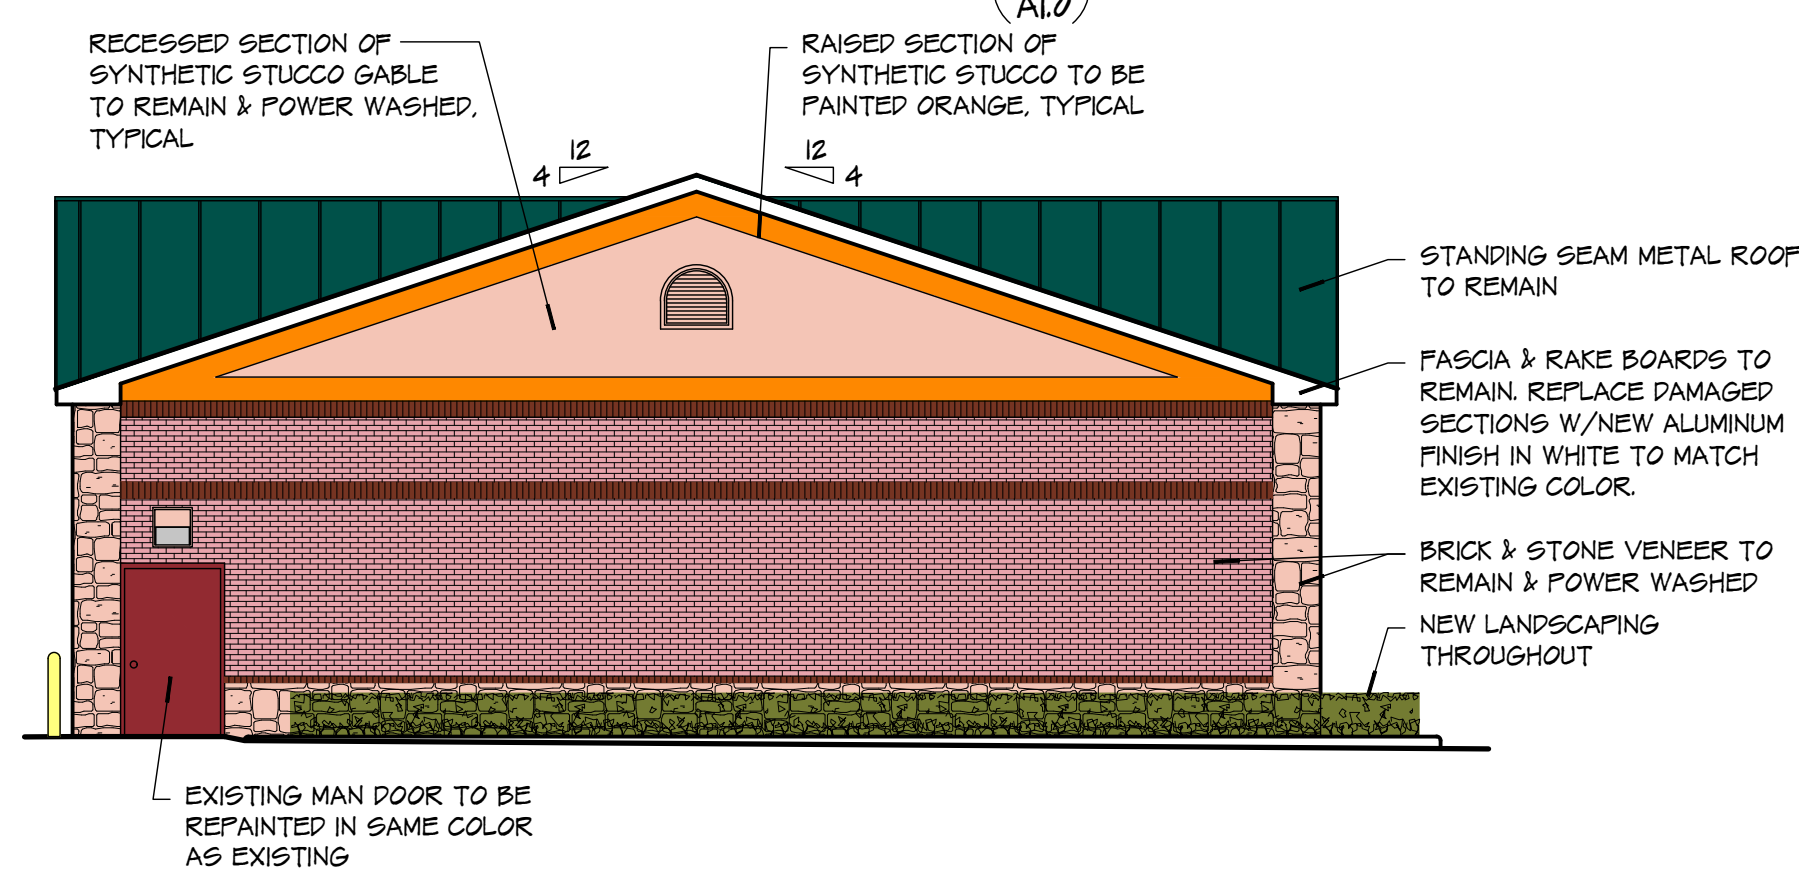 A1.0
RECESSED SECTION OF
SYNTHETIC STUCCO GABLE
TO REMAIN & POWER WASHED,
TYPICAL
RAISED SECTION OF
SYNTHETIC STUCCO TO BE
PAINTED ORANGE, TYPICAL
12
4
12
4
STANDING SEAM METAL ROOF
TO REMAIN
FASCIA & RAKE BOARDS TO
REMAIN. REPLACE DAMAGED
SECTIONS W/NEW ALUMINUM
FINISH IN WHITE TO MATCH
EXISTING COLOR.
BRICK & STONE VENEER TO
REMAIN & POWER WASHED
NEW LANDSCAPING
THROUGHOUT
EXISTING MAN DOOR TO BE
REPAINTED IN SAME COLOR
AS EXISTING